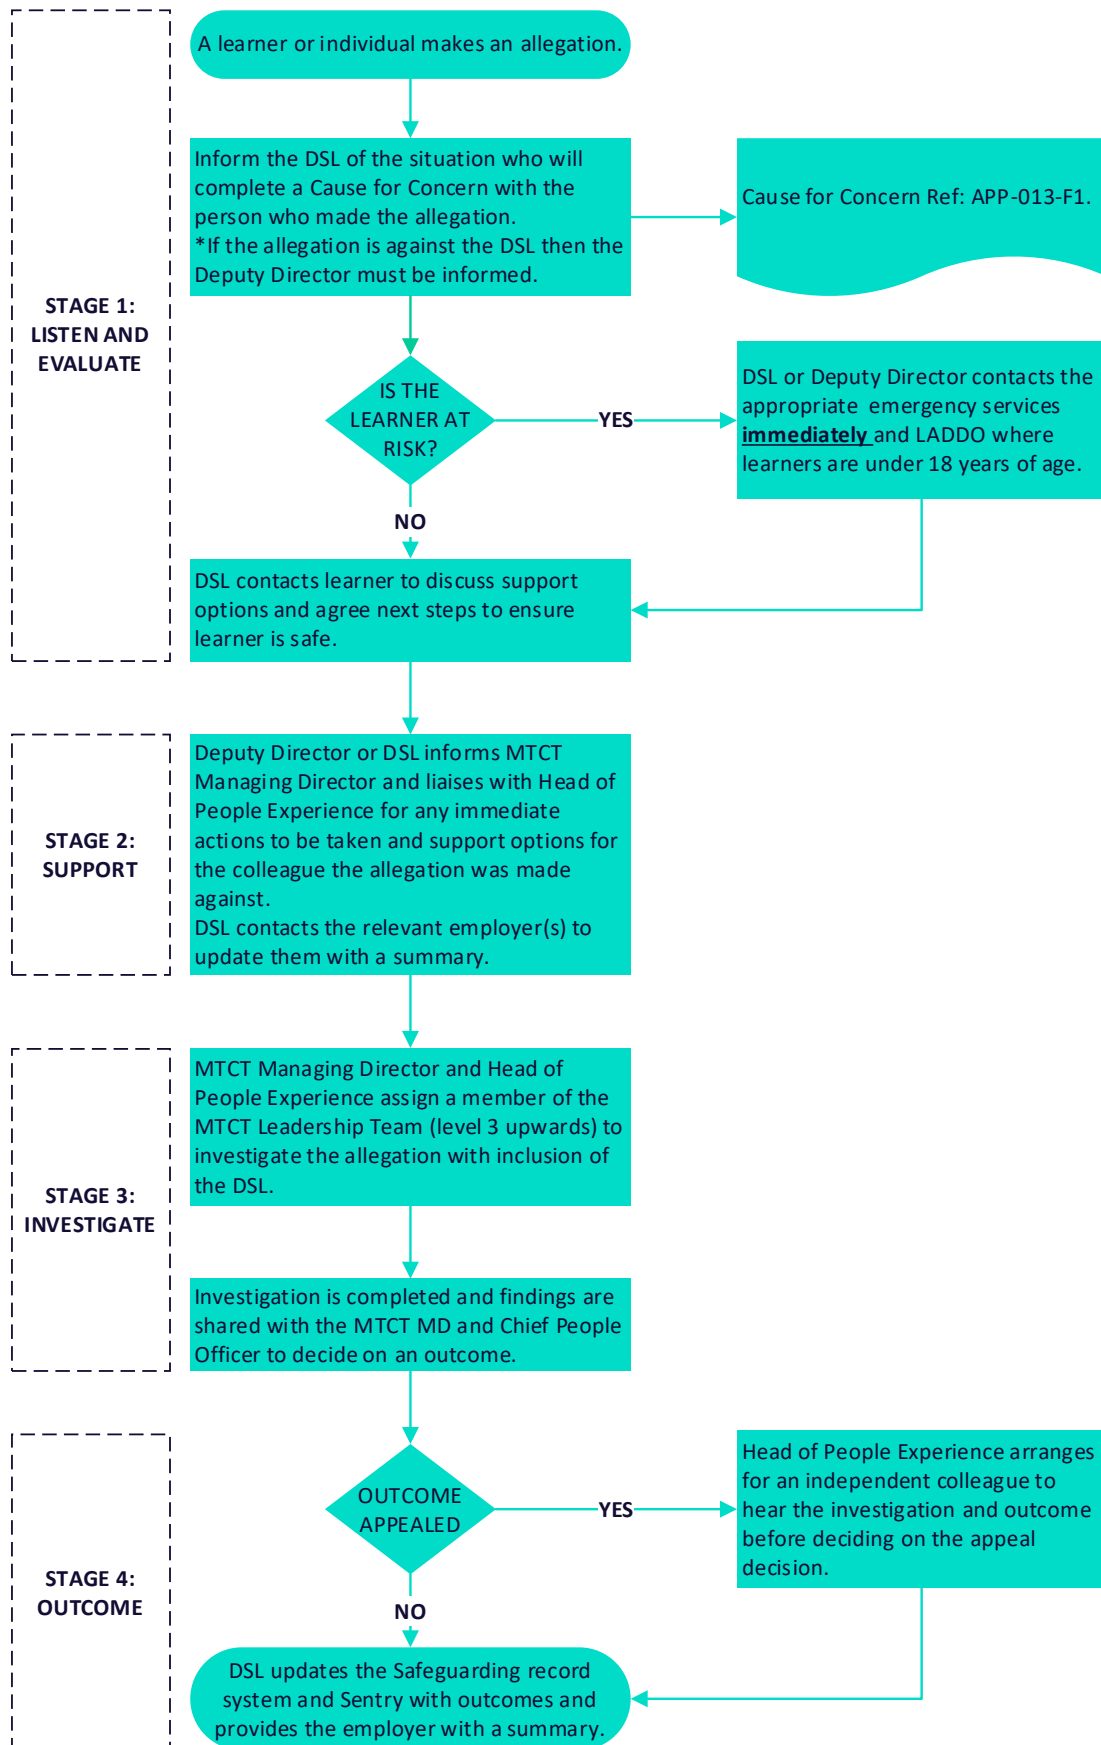 A learner or individual makes an allegation.
Inform the DSL of the situation who will
complete a Cause for Concern with the
person who made the allegation.
*If the allegation is against the DSL then the
Deputy Director must be informed.
Cause for Concern Ref: APP-013-F1.
STAGE 1:
LISTEN AND
EVALUATE
IS THE
LEARNER AT
RISK?
YES
DSL or Deputy Director contacts the
appropriate emergency services
immediately and LADDO where
learners are under 18 years of age.
NO
DSL contacts learner to discuss support
options and agree next steps to ensure
learner is safe.
STAGE 2:
SUPPORT
Deputy Director or DSL informs MTCT
Managing Director and liaises with Head of
People Experience for any immediate
actions to be taken and support options for
the colleague the allegation was made
against.
DSL contacts the relevant employer(s) to
update them with a summary.
STAGE 3:
INVESTIGATE
MTCT Managing Director and Head of
People Experience assign a member of the
MTCT Leadership Team (level 3 upwards) to
investigate the allegation with inclusion of
the DSL.
Investigation is completed and findings are
shared with the MTCT MD and Chief People
Officer to decide on an outcome.
STAGE 4:
OUTCOME
OUTCOME
APPEALED
YES
Head of People Experience arranges
for an independent colleague to
hear the investigation and outcome
before deciding on the appeal
decision.
NO
DSL updates the Safeguarding record
system and Sentry with outcomes and
provides the employer with a summary.